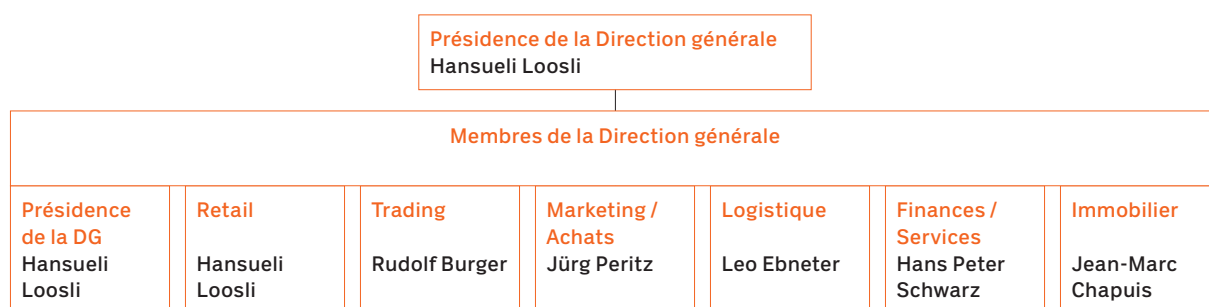 Présidence de la Direction générale
Hansueli Loosli
Membres de la Direction générale
Présidence
de la DG
Hansueli
Loosli
Retail
Hansueli
Loosli
Trading
Rudolf Burger
Marketing /
Achats
Jürg Peritz
Logistique
Leo Ebneter
Finances /
Services
Hans Peter
Schwarz
Immobilier
Jean-Marc
Chapuis